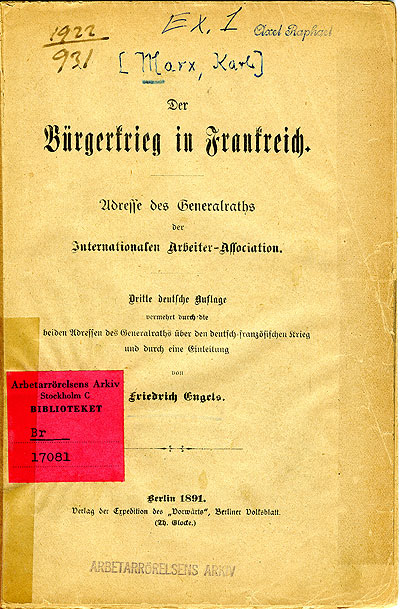 1922
931
Ex. 1
Axel Raphael
[Marx, Karl]
Der
Bürgerkrieg in Frankreich.
Adresse des Generalraths
der
Internationalen Arbeiter-Association.
Dritte deutsche Auflage
vermehrt durch die
beiden Adressen des Generalraths über den deutsch-französischen Krieg
und durch eine Einleitung
von
Friedrich Engels.
Arbetarrörelsens Arkiv
Stockholm C
BIBLIOTEKET
Br
17081
Berlin 1891.
Verlag der Expedition des „Vorwärts", Berliner Volksblatt.
(Th. Glocke.)
ARBETARRÖRELSENS ARKIV